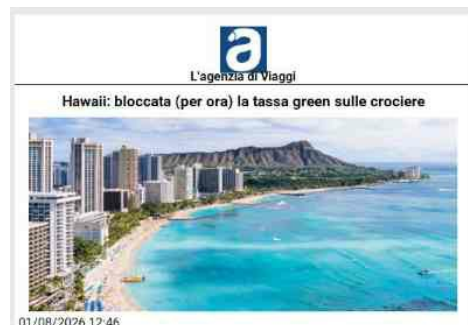 a
L'agenzia di Viaggi
Hawaii: bloccata (per ora) la tassa green sulle crociere
01/08/2026 12:46